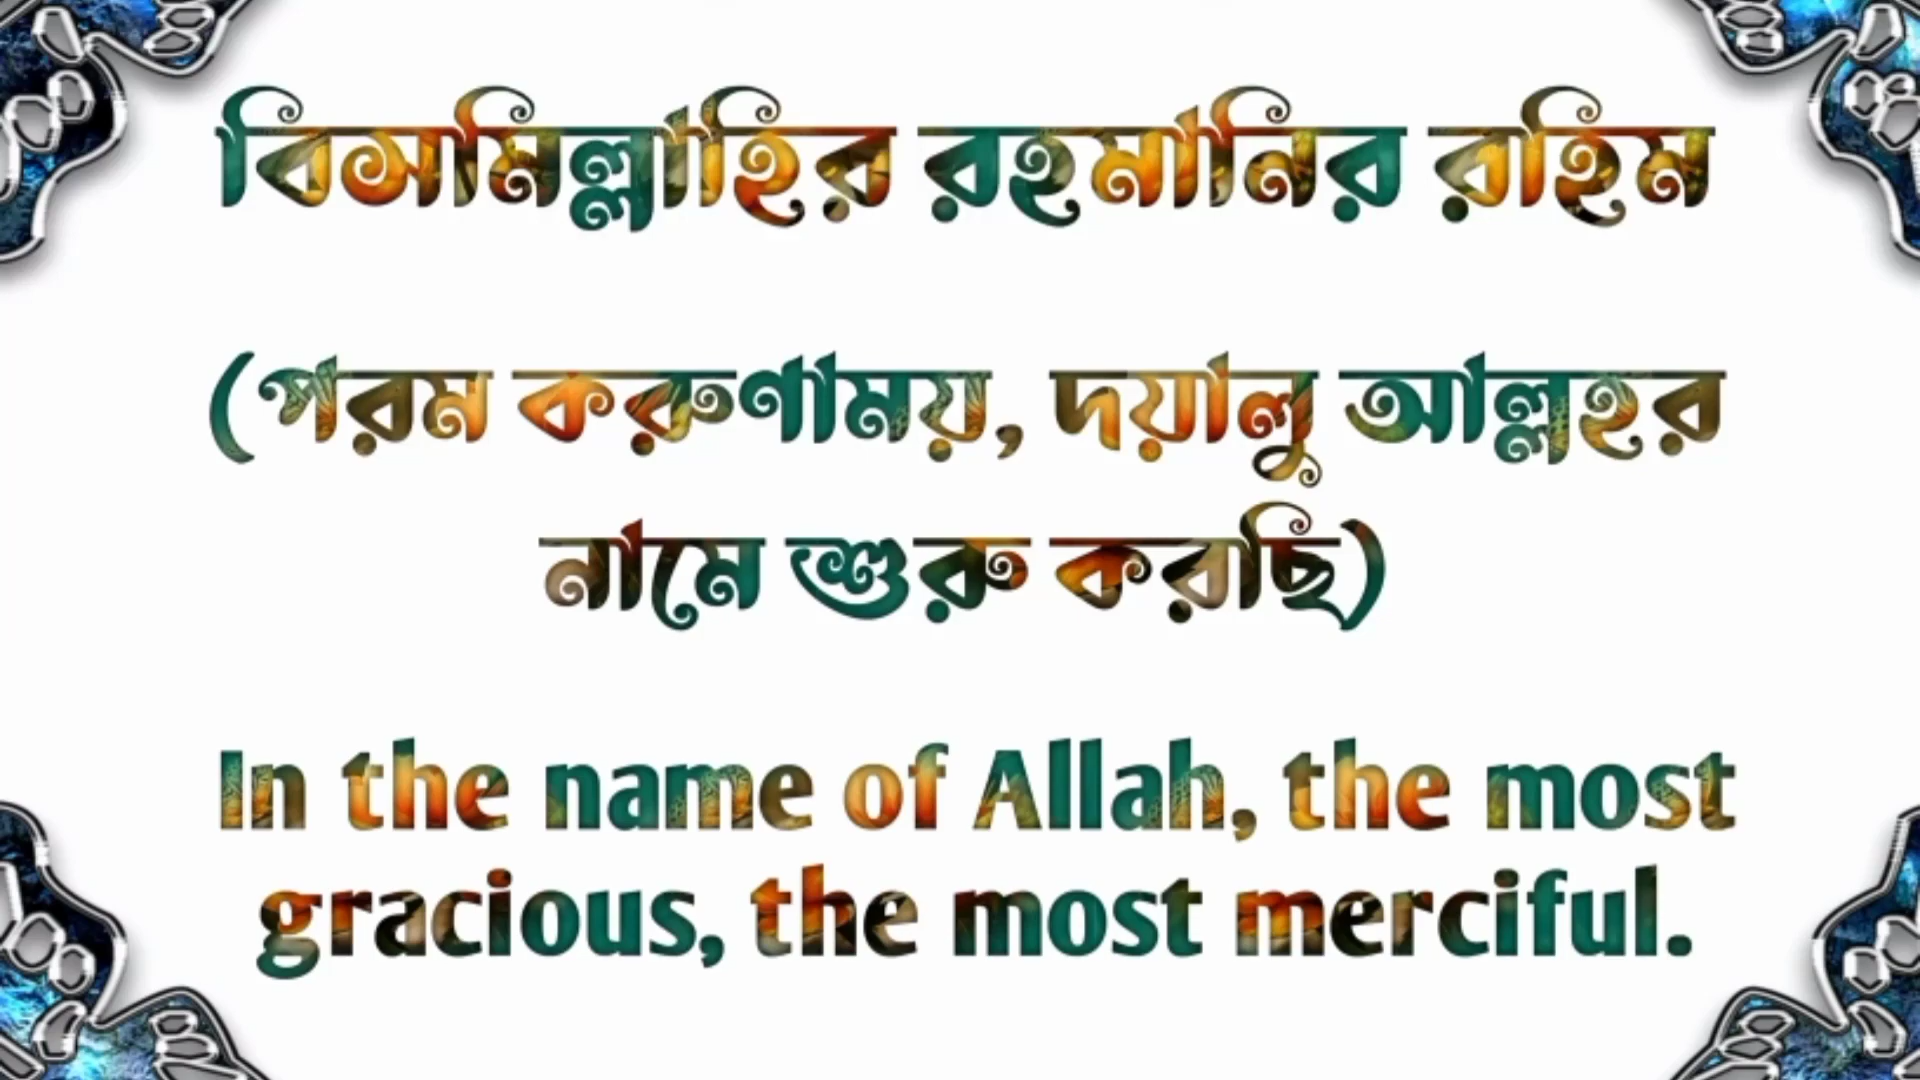 বিসমিল্লাহির রহমানির রহিম
(পরম করুণাময়, দয়ালু আল্লহর
নামে শুরু করছি)
In the name of Allah, the most
gracious, the most merciful.